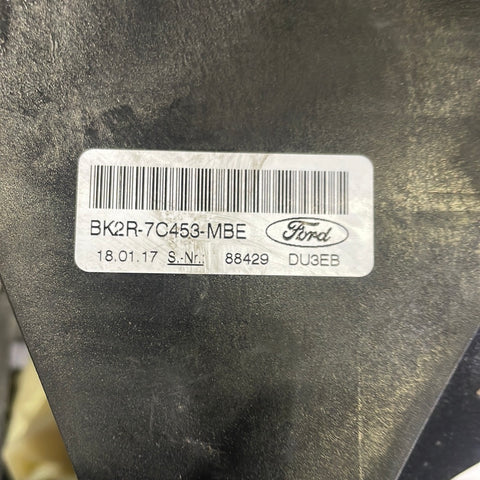 BK2R-7C453-MBE Ford
18.01.17 S.-Nr.: 88429 DU3EB